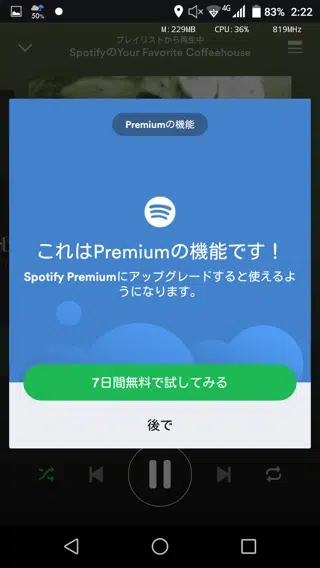 50%
4G
83%
2:22
M:229MB CPU:36% 819MHz
プレイリストから再生中
SpotifyのYour Favorite Coffeehouse
Premiumの機能
これはPremiumの機能です！
Spotify Premiumにアップグレードすると使えるよ
うになります。
7日間無料で試してみる
後で